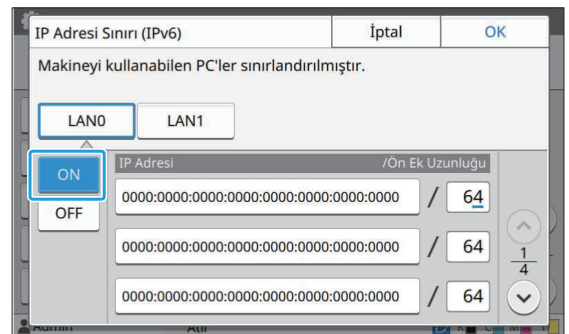 IP Adresi Sınırı (IPv6) İptal OK
Makineyi kullanabilen PC'ler sınırlandırılmıştır.
LAN0 LAN1
ON
OFF
IP Adresi /Ön Ek Uzunluğu
0000:0000:0000:0000:0000:0000:0000:0000 / 64
0000:0000:0000:0000:0000:0000:0000:0000 / 64
0000:0000:0000:0000:0000:0000:0000:0000 / 64
1
4
Admin